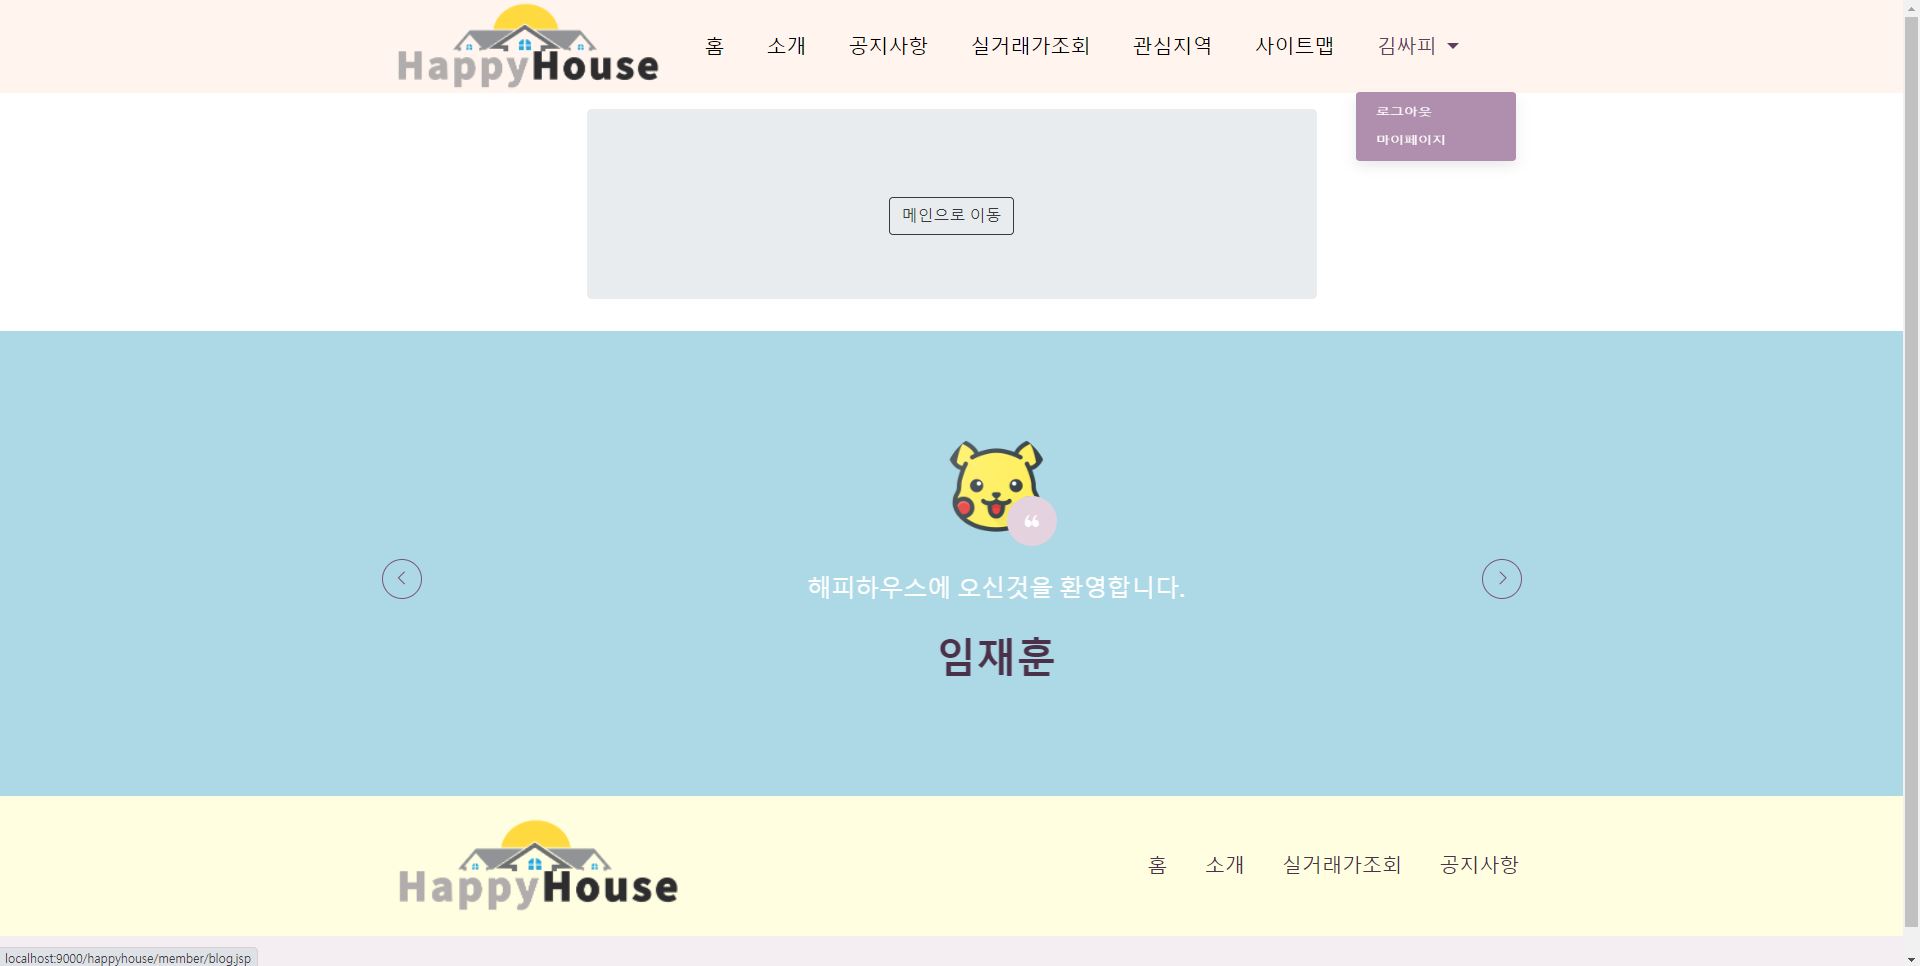 HappyHouse 홈 소개 공지사항 실거래가조회 관심지역 사이트맵 김싸피
로그아웃
마이페이지
메인으로 이동
해피하우스에 오신것을 환영합니다.
임재훈
HappyHouse 홈 소개 실거래가조회 공지사항
localhost:9000/happyhouse/member/blog.jsp